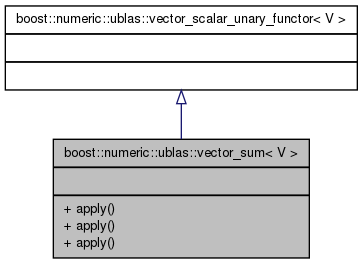 boost::numeric::ublas::vector_scalar_unary_functor< V >
boost::numeric::ublas::vector_sum< V >
+ apply()
+ apply()
+ apply()